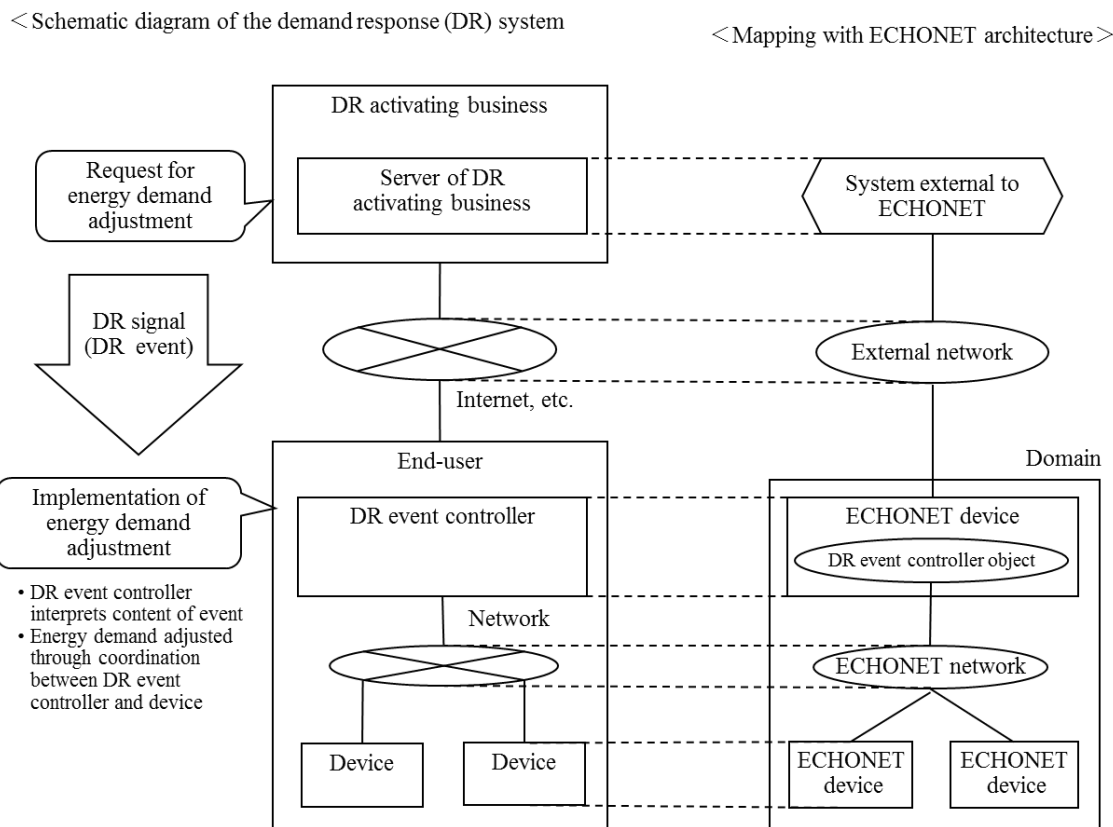 ＜Schematic diagram of the demand response (DR) system
＜Mapping with ECHONET architecture＞
DR activating business
Request for
energy demand
adjustment
Server of DR
activating business
System external to
ECHONET
DR signal
(DR event)
External network
Internet, etc.
End-user
Domain
Implementation of
energy demand
adjustment
DR event controller
ECHONET device
DR event controller object
• DR event controller
interprets content of event
• Energy demand adjusted
through coordination
between DR event
controller and device
Network
ECHONET network
Device
Device
ECHONET
device
ECHONET
device